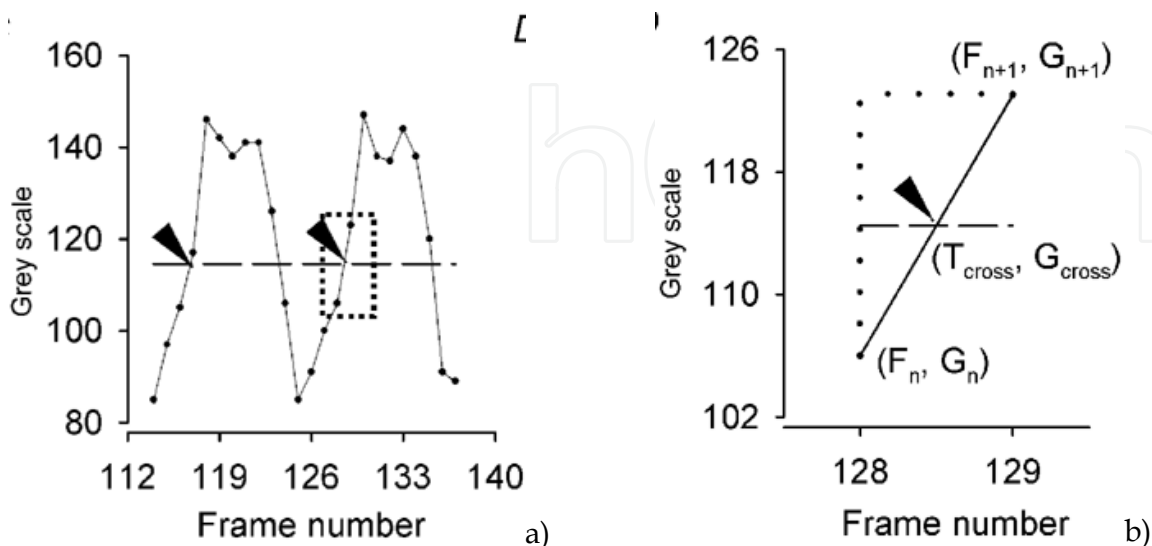 160
140
120
100
80
Grey scale
112 119 126 133 140
Frame number
a)
126
118
110
102
Grey scale
(Fn+1, Gn+1)
(Tcross, Gcross)
(Fn, Gn)
128 129
Frame number
b)